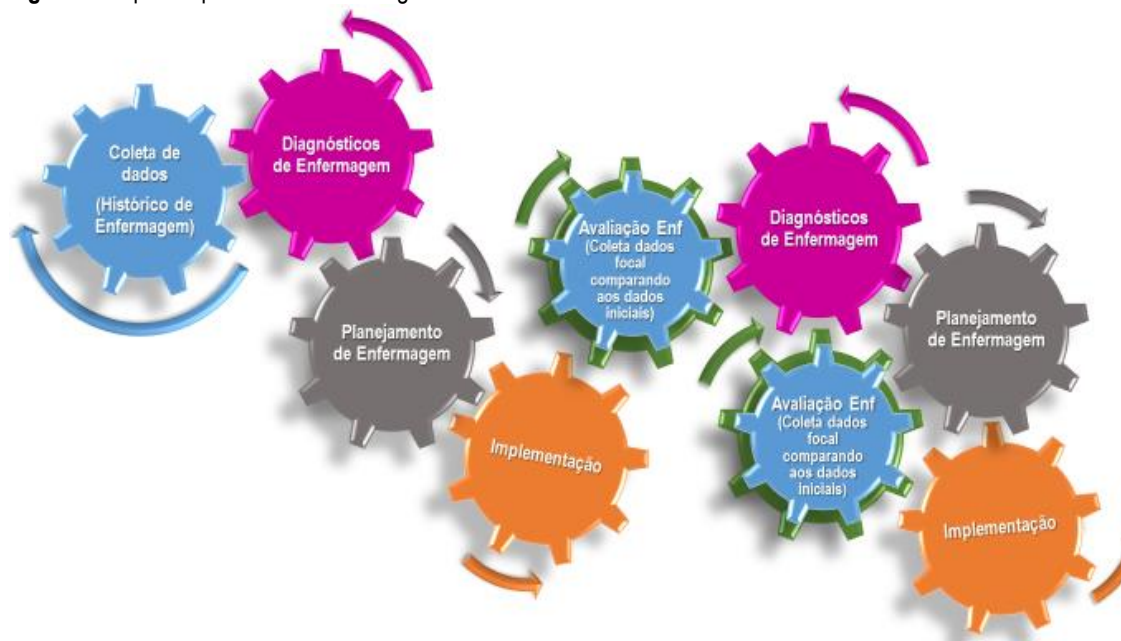 Coleta de
dados
(Histórico de
Enfermagem)
Diagnósticos
de Enfermagem
Planejamento
de Enfermagem
Implementação
Avaliação Enf
(Coleta dados
focal
comparando
aos dados
iniciais)
Diagnósticos
de Enfermagem
Planejamento
de Enfermagem
Avaliação Enf
(Coleta dados
focal
comparando
aos dados
iniciais)
Implementação